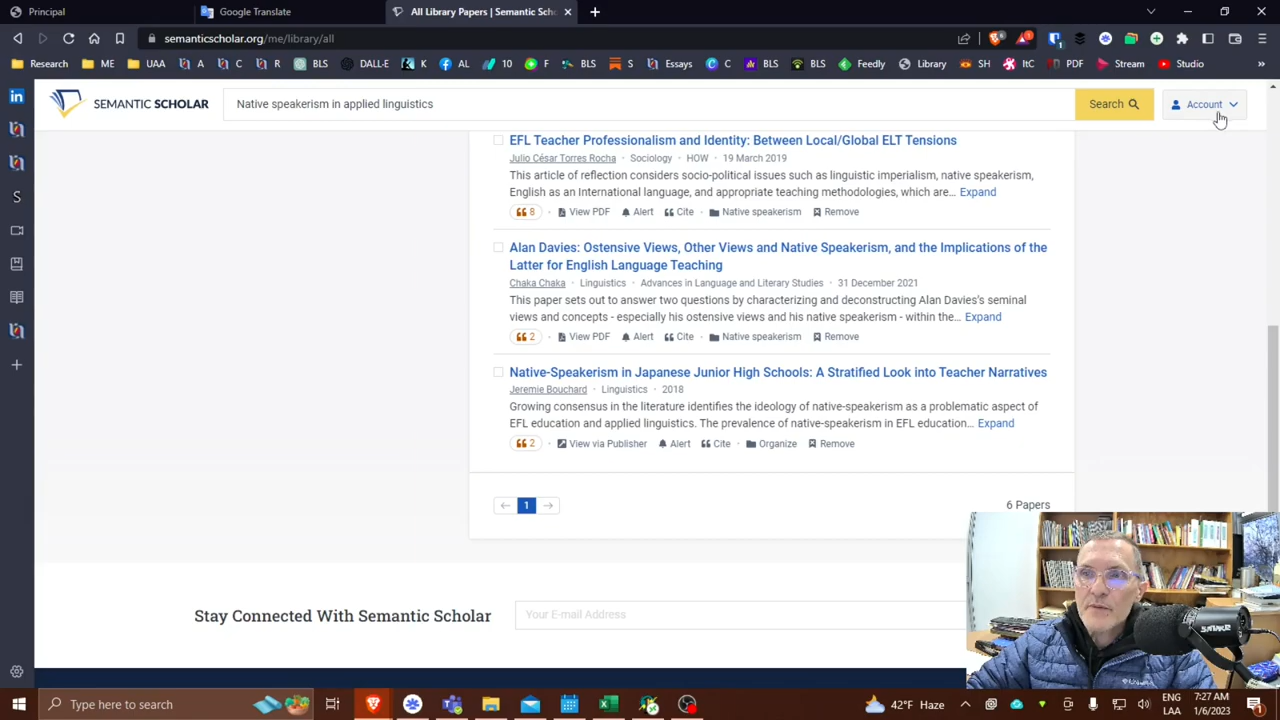 Principal
Google Translate
All Library Papers | Semantic Sch
semanticscholar.org/me/library/all
Research
ME
UAA
A
C
R
BLS
DALL-E
K
AL
10
F
BLS
S
Essays
C
BLS
BLS
Feedly
Library
SH
ItC
PDF
Stream
Studio
SEMANTIC SCHOLAR
Native speakerism in applied linguistics
Search
Account
EFL Teacher Professionalism and Identity: Between Local/Global ELT Tensions
Julio César Torres Rocha · Sociology · HOW · 19 March 2019
This article of reflection considers socio-political issues such as linguistic imperialism, native speakerism,
English as an International language, and appropriate teaching methodologies, which are… Expand
8 · View PDF Alert Cite · Native speakerism Remove
Alan Davies: Ostensive Views, Other Views and Native Speakerism, and the Implications of the
Latter for English Language Teaching
Chaka Chaka · Linguistics · Advances in Language and Literary Studies · 31 December 2021
This paper sets out to answer two questions by characterizing and deconstructing Alan Davies's seminal
views and concepts - especially his ostensive views and his native speakerism - within the… Expand
2 · View PDF Alert Cite · Native speakerism Remove
Native-Speakerism in Japanese Junior High Schools: A Stratified Look into Teacher Narratives
Jeremie Bouchard · Linguistics · 2018
Growing consensus in the literature identifies the ideology of native-speakerism as a problematic aspect of
EFL education and applied linguistics. The prevalence of native-speakerism in EFL education… Expand
2 · View via Publisher Alert Cite · Organize Remove
1
6 Papers
Stay Connected With Semantic Scholar
Your E-mail Address
Type here to search
42°F Haze
ENG
LAA
7:27 AM
1/6/2023